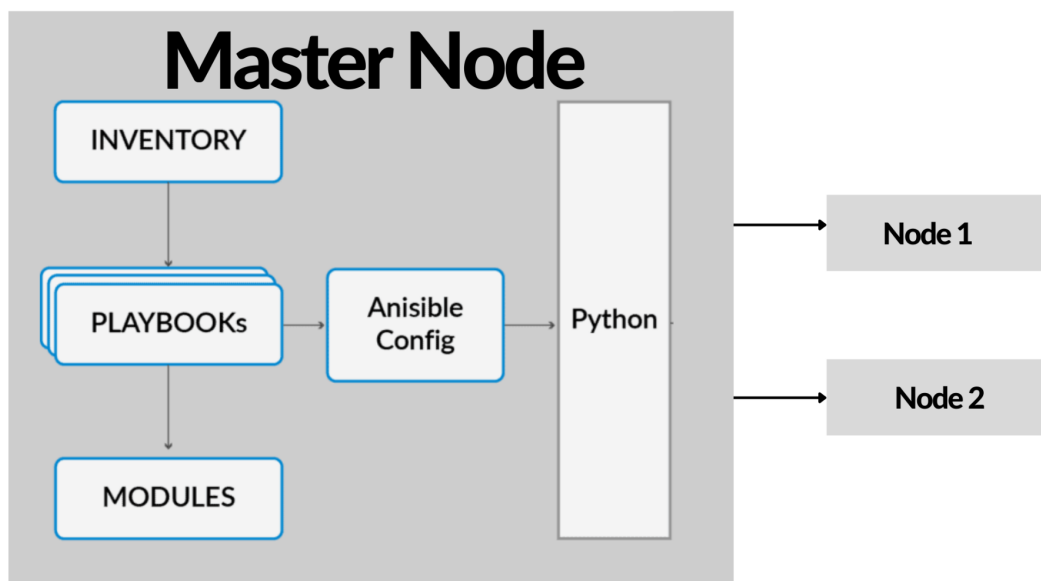 Master Node
INVENTORY
PLAYBOOKs
Anisible
Config
Python
MODULES
Node 1
Node 2